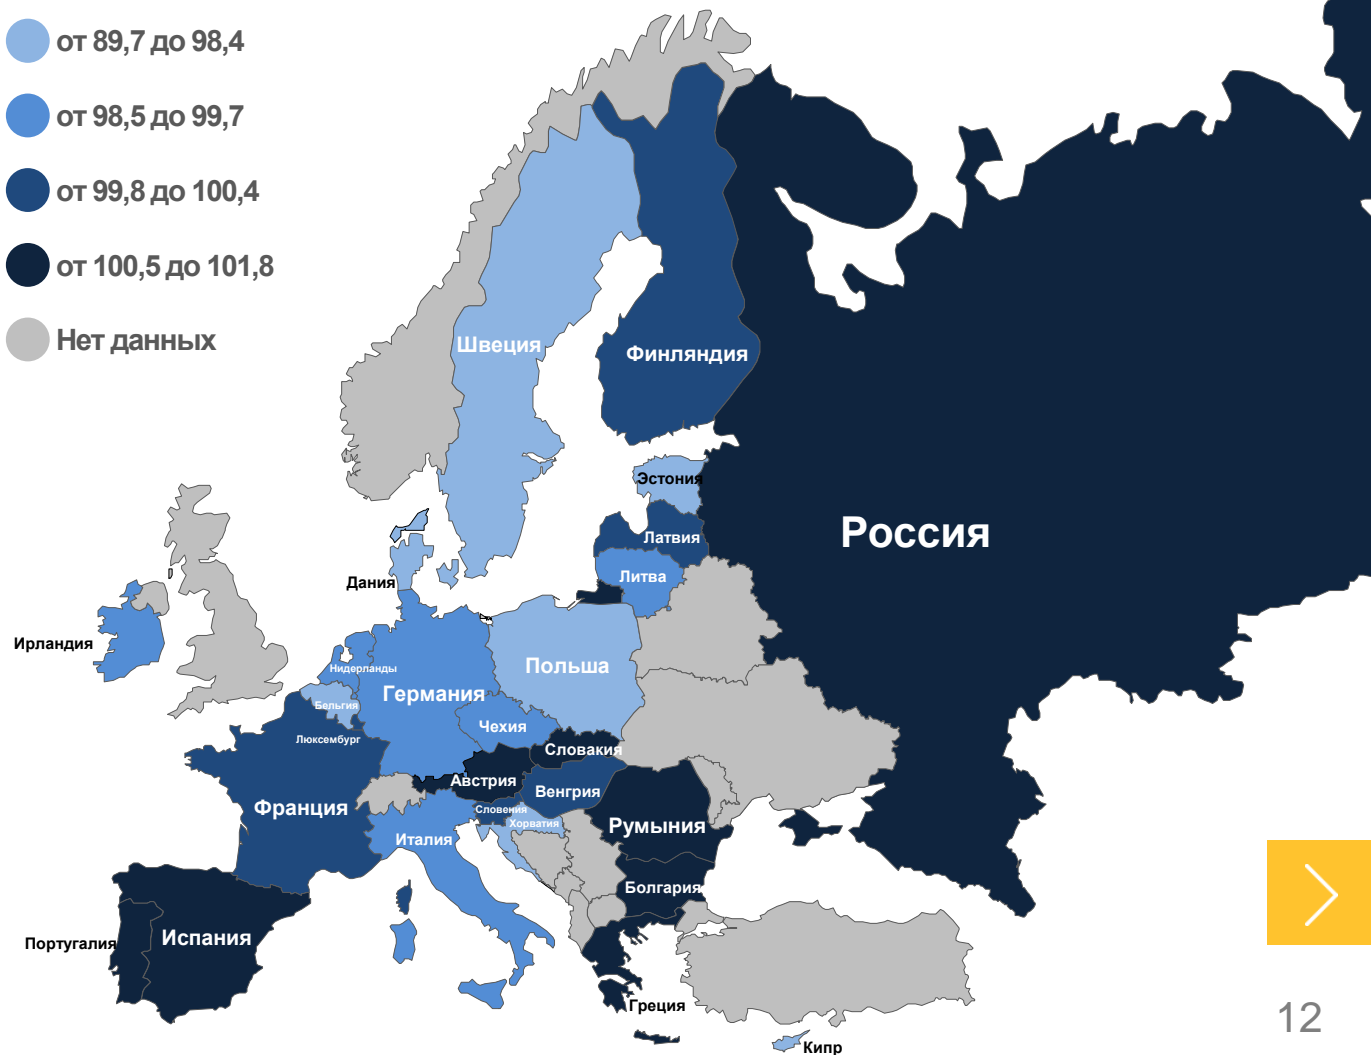 от 89,7 до 98,4
от 98,5 до 99,7
от 99,8 до 100,4
от 100,5 до 101,8
Нет данных
Швеция
Финляндия
Эстония
Россия
Латвия
Литва
Дания
Ирландия
Нидерланды
Польша
Германия
Бельгия
Чехия
Люксембург
Словакия
Австрия
Венгрия
Франция
Словения
Хорватия
Румыния
Италия
Болгария
Испания
Португалия
Греция
12
Кипр